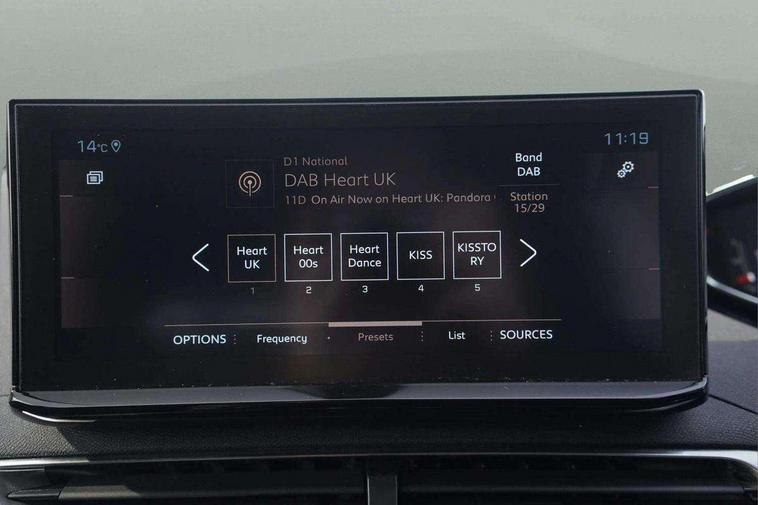 14°C
11:19
D1 National
DAB Heart UK
11D On Air Now on Heart UK: Pandora
Band
DAB
Station
15/29
Heart
UK
Heart
00s
Heart
Dance
KISS
KISSTO
RY
1 2 3 4 5
OPTIONS Frequency Presets List SOURCES